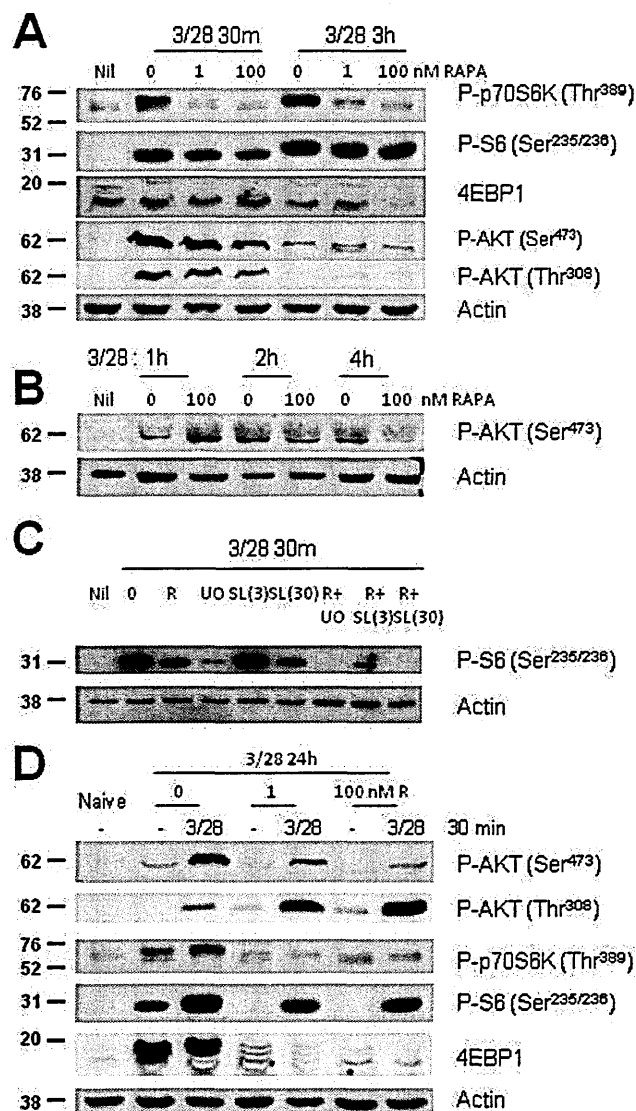 A
3/28 30m 3/28 3h
Nil 0 1 100 0 1 100 nM RAPA
76
52
P-p70S6K (Thr389)
31
P-S6 (Ser235/236)
20
4EBP1
62
P-AKT (Ser473)
62
P-AKT (Thr308)
38
Actin
B
3/28 : 1h 2h 4h
Nil 0 100 0 100 0 100 nM RAPA
62
P-AKT (Ser473)
38
Actin
C
3/28 30m
Nil 0 R UO SL(3) SL(30) R+ R+ R+
UO SL(3) SL(30)
31
P-S6 (Ser235/236)
38
Actin
D
3/28 24h
Naive 0 1 100 nM R
- - 3/28 - 3/28 - 3/28 30 min
62
P-AKT (Ser473)
62
P-AKT (Thr308)
76
52
P-p70S6K (Thr389)
31
P-S6 (Ser235/236)
20
4EBP1
38
Actin